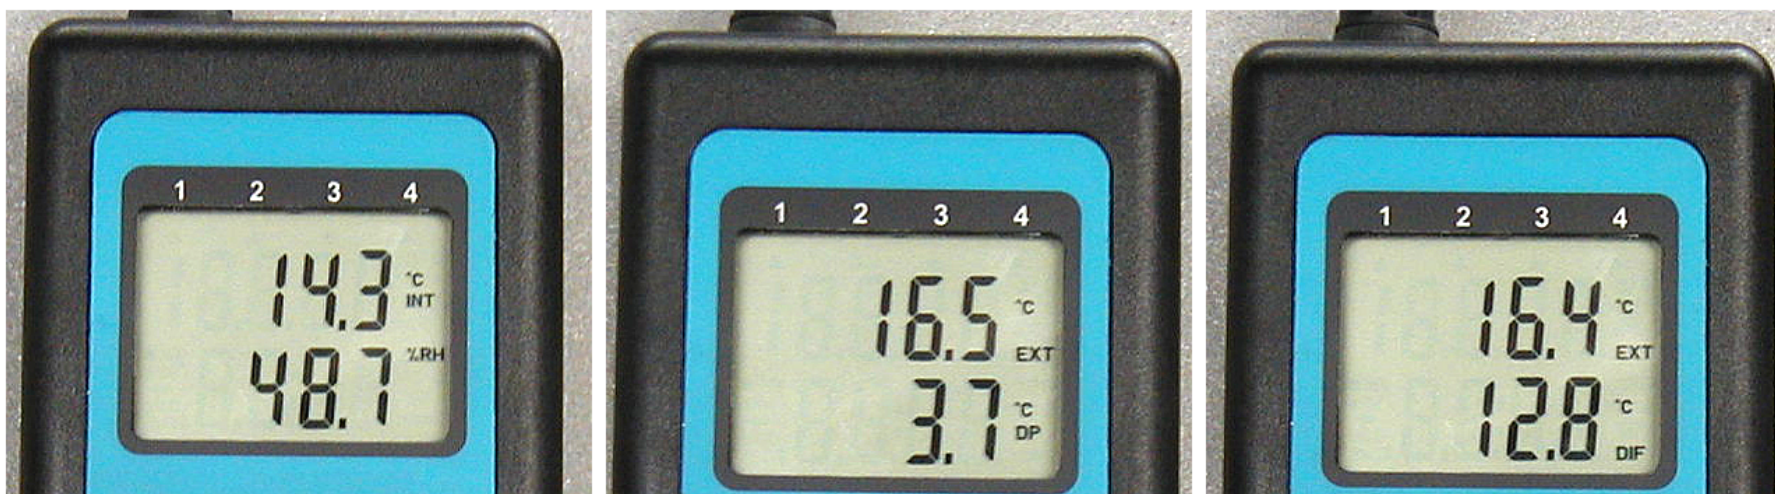 1 2 3 4
14.3 °C INT
48.7 %RH
1 2 3 4
16.5 °C EXT
3.7 °C DP
1 2 3 4
16.4 °C EXT
12.8 °C DIF